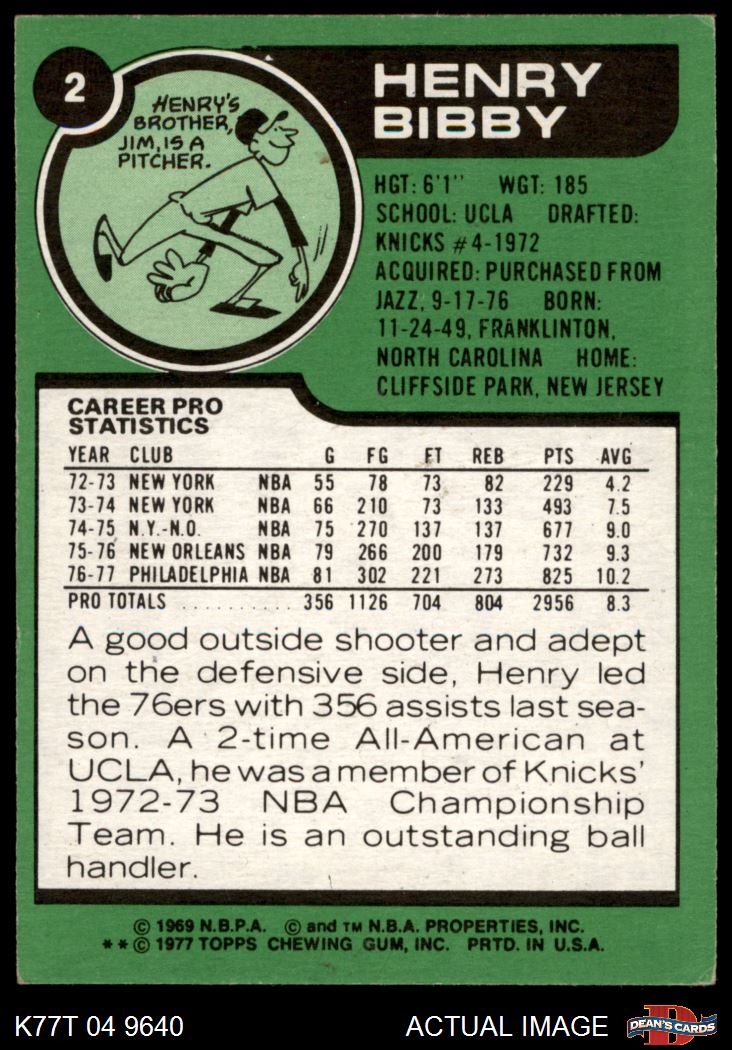 2
HENRY
BIBBY
HENRY'S
BROTHER,
JIM, IS A
PITCHER.
HGT: 6'1" WGT: 185
SCHOOL: UCLA DRAFTED:
KNICKS #4-1972
ACQUIRED: PURCHASED FROM
JAZZ, 9-17-76 BORN:
11-24-49, FRANKLINTON,
NORTH CAROLINA HOME:
CLIFFSIDE PARK, NEW JERSEY
CAREER PRO
STATISTICS
YEAR CLUB G FG FT REB PTS AVG
72-73 NEW YORK NBA 55 78 73 82 229 4.2
73-74 NEW YORK NBA 66 210 73 133 493 7.5
74-75 N.Y.-N.O. NBA 75 270 137 137 677 9.0
75-76 NEW ORLEANS NBA 79 266 200 179 732 9.3
76-77 PHILADELPHIA NBA 81 302 221 273 825 10.2
PRO TOTALS .......... 356 1126 704 804 2956 8.3
A good outside shooter and adept
on the defensive side, Henry led
the 76ers with 356 assists last sea-
son. A 2-time All-American at
UCLA, he was a member of Knicks'
1972-73 NBA Championship
Team. He is an outstanding ball
handler.
© 1969 N.B.P.A. © and TM N.B.A. PROPERTIES, INC.
**© 1977 TOPPS CHEWING GUM, INC. PRTD. IN U.S.A.
K77T 04 9640 ACTUAL IMAGE DEAN'S CARDS